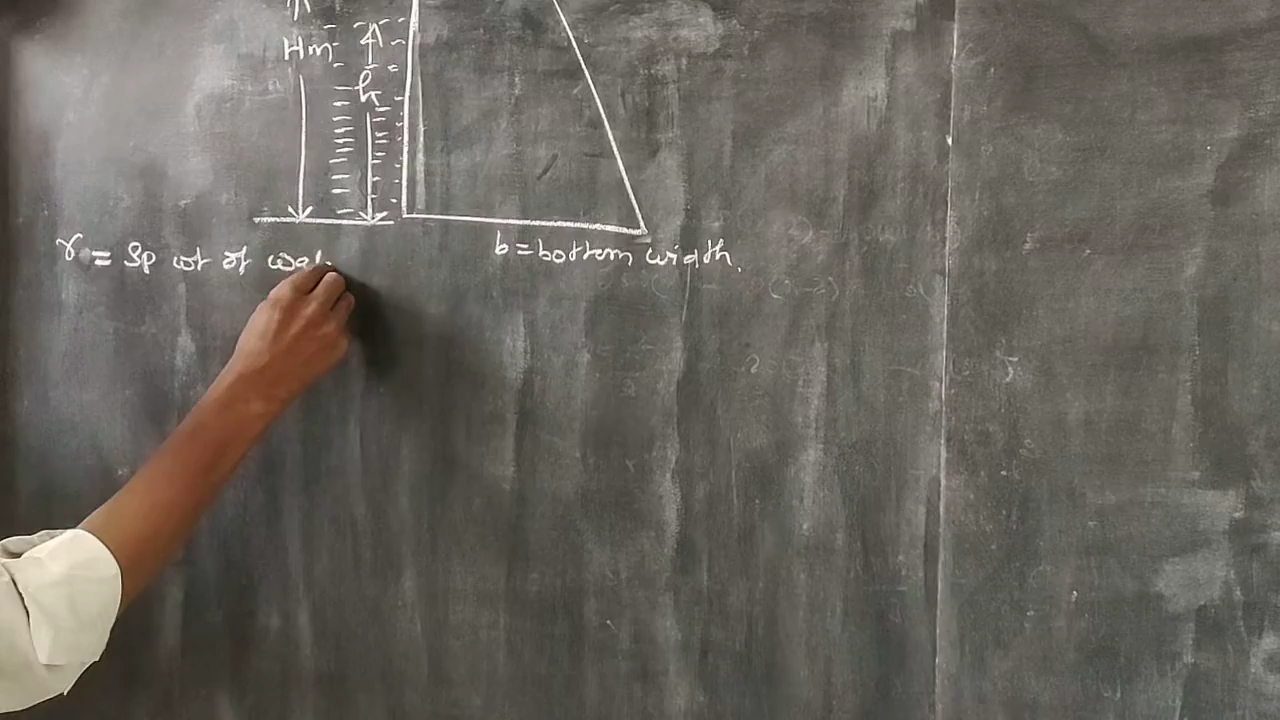 Hm
h
γ = Sp wt of wat
b = bottom width.